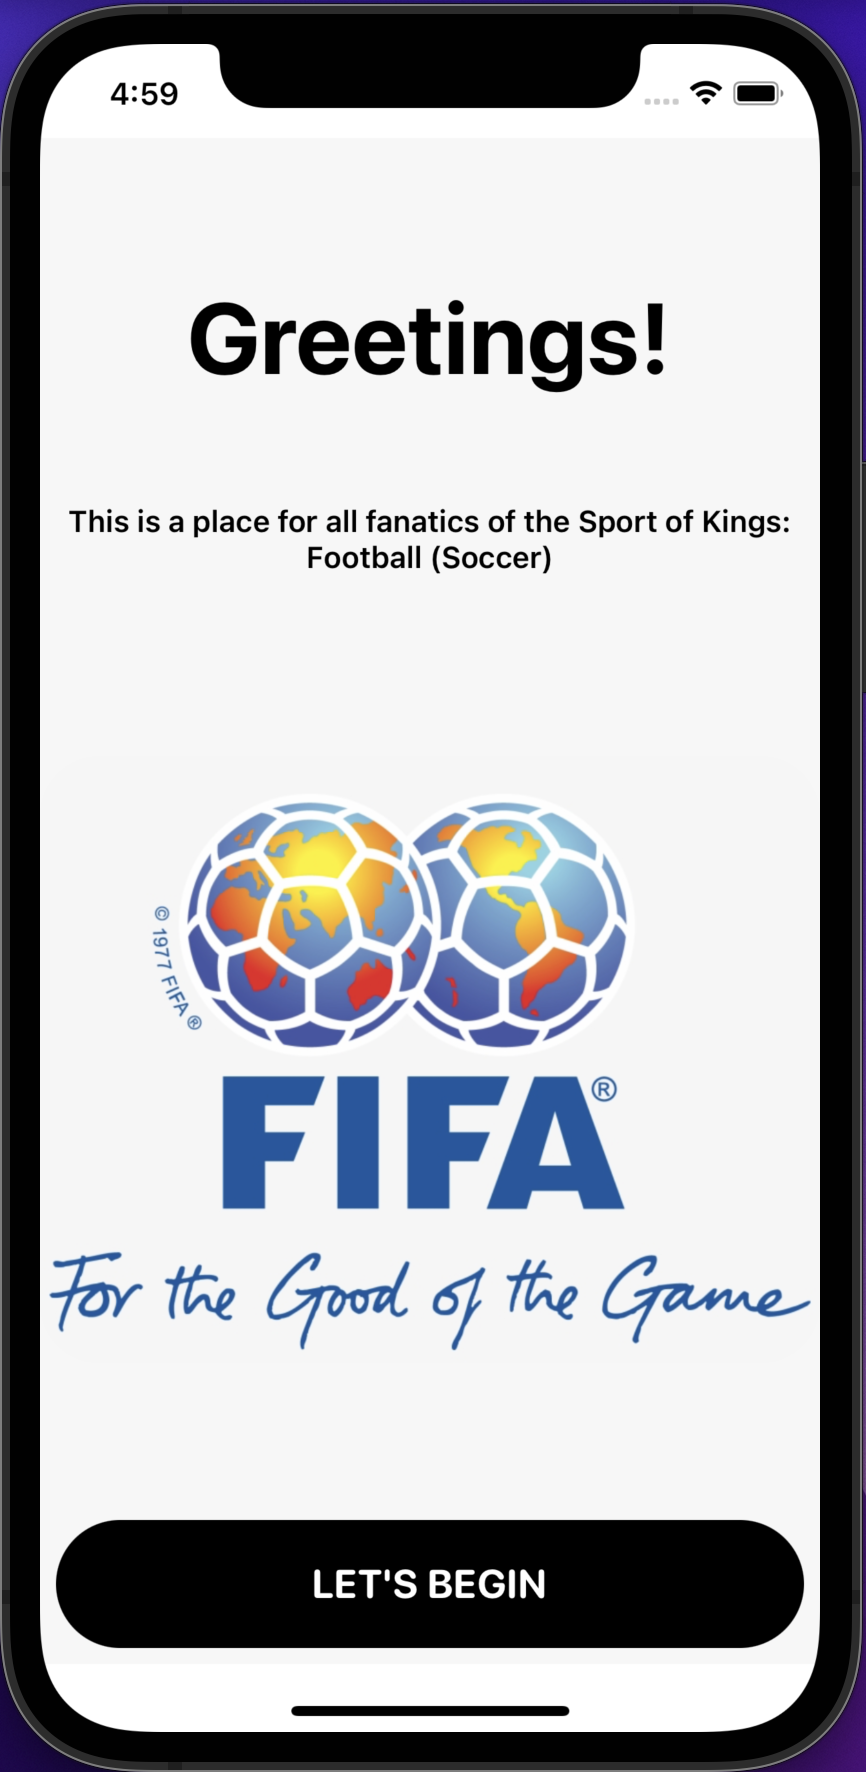 4:59
Greetings!
This is a place for all fanatics of the Sport of Kings:
Football (Soccer)
© 1977 FIFA ®
FIFA®
For the Good of the Game
LET'S BEGIN